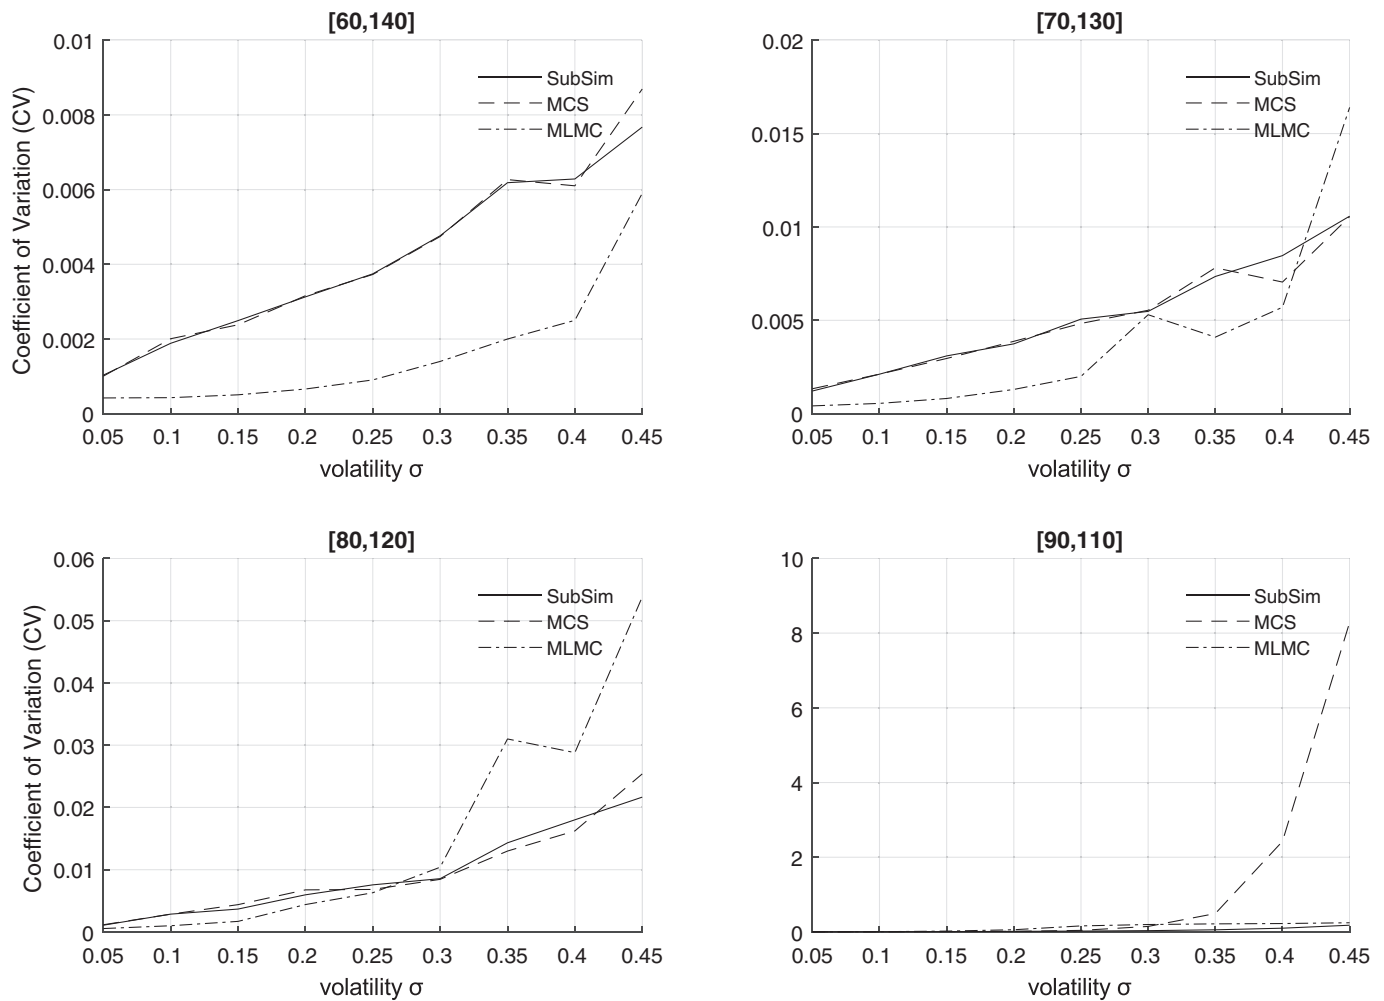 [60,140]
Coefficient of Variation (CV)
0.01
0.008
0.006
0.004
0.002
0
SubSim
MCS
MLMC
0.05 0.1 0.15 0.2 0.25 0.3 0.35 0.4 0.45
volatility σ
[70,130]
0.02
0.015
0.01
0.005
0
SubSim
MCS
MLMC
0.05 0.1 0.15 0.2 0.25 0.3 0.35 0.4 0.45
volatility σ
[80,120]
Coefficient of Variation (CV)
0.06
0.05
0.04
0.03
0.02
0.01
0
SubSim
MCS
MLMC
0.05 0.1 0.15 0.2 0.25 0.3 0.35 0.4 0.45
volatility σ
[90,110]
10
8
6
4
2
0
SubSim
MCS
MLMC
0.05 0.1 0.15 0.2 0.25 0.3 0.35 0.4 0.45
volatility σ